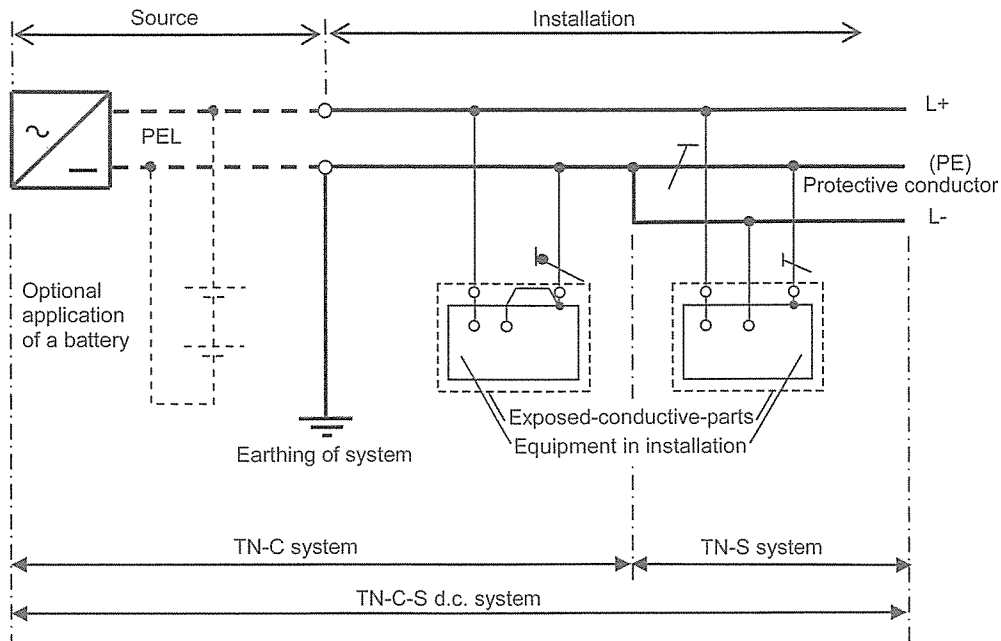 Source
Installation
L+
PEL
(PE)
Protective conductor
L-
Optional
application
of a battery
Exposed-conductive-parts
Equipment in installation
Earthing of system
TN-C system
TN-S system
TN-C-S d.c. system